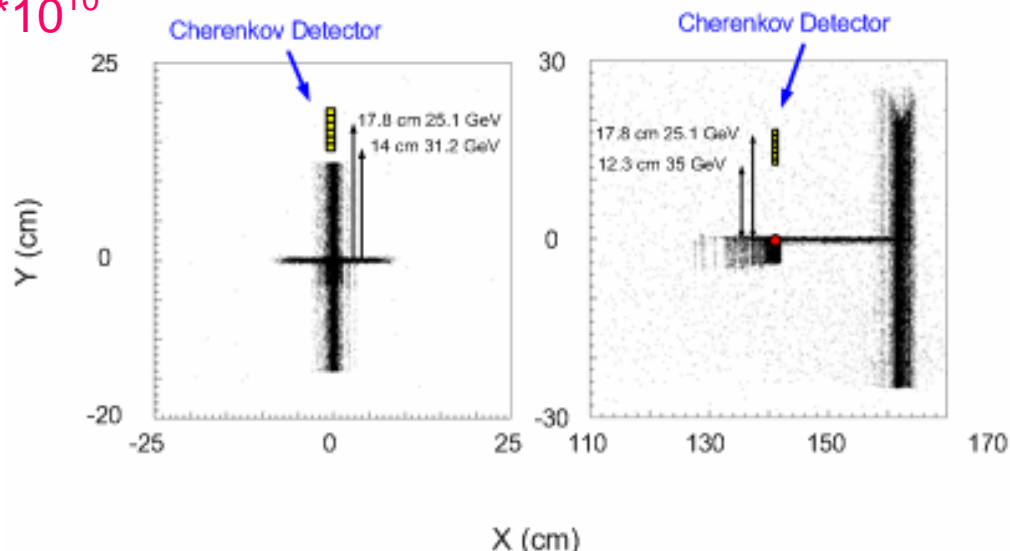 *10¹⁰
Cherenkov Detector
Cherenkov Detector
25
17.8 cm 25.1 GeV
14 cm 31.2 GeV
0
-20
-25 0 25
Y (cm)
30
17.8 cm 25.1 GeV
12.3 cm 35 GeV
0
-30
110 130 150 170
X (cm)